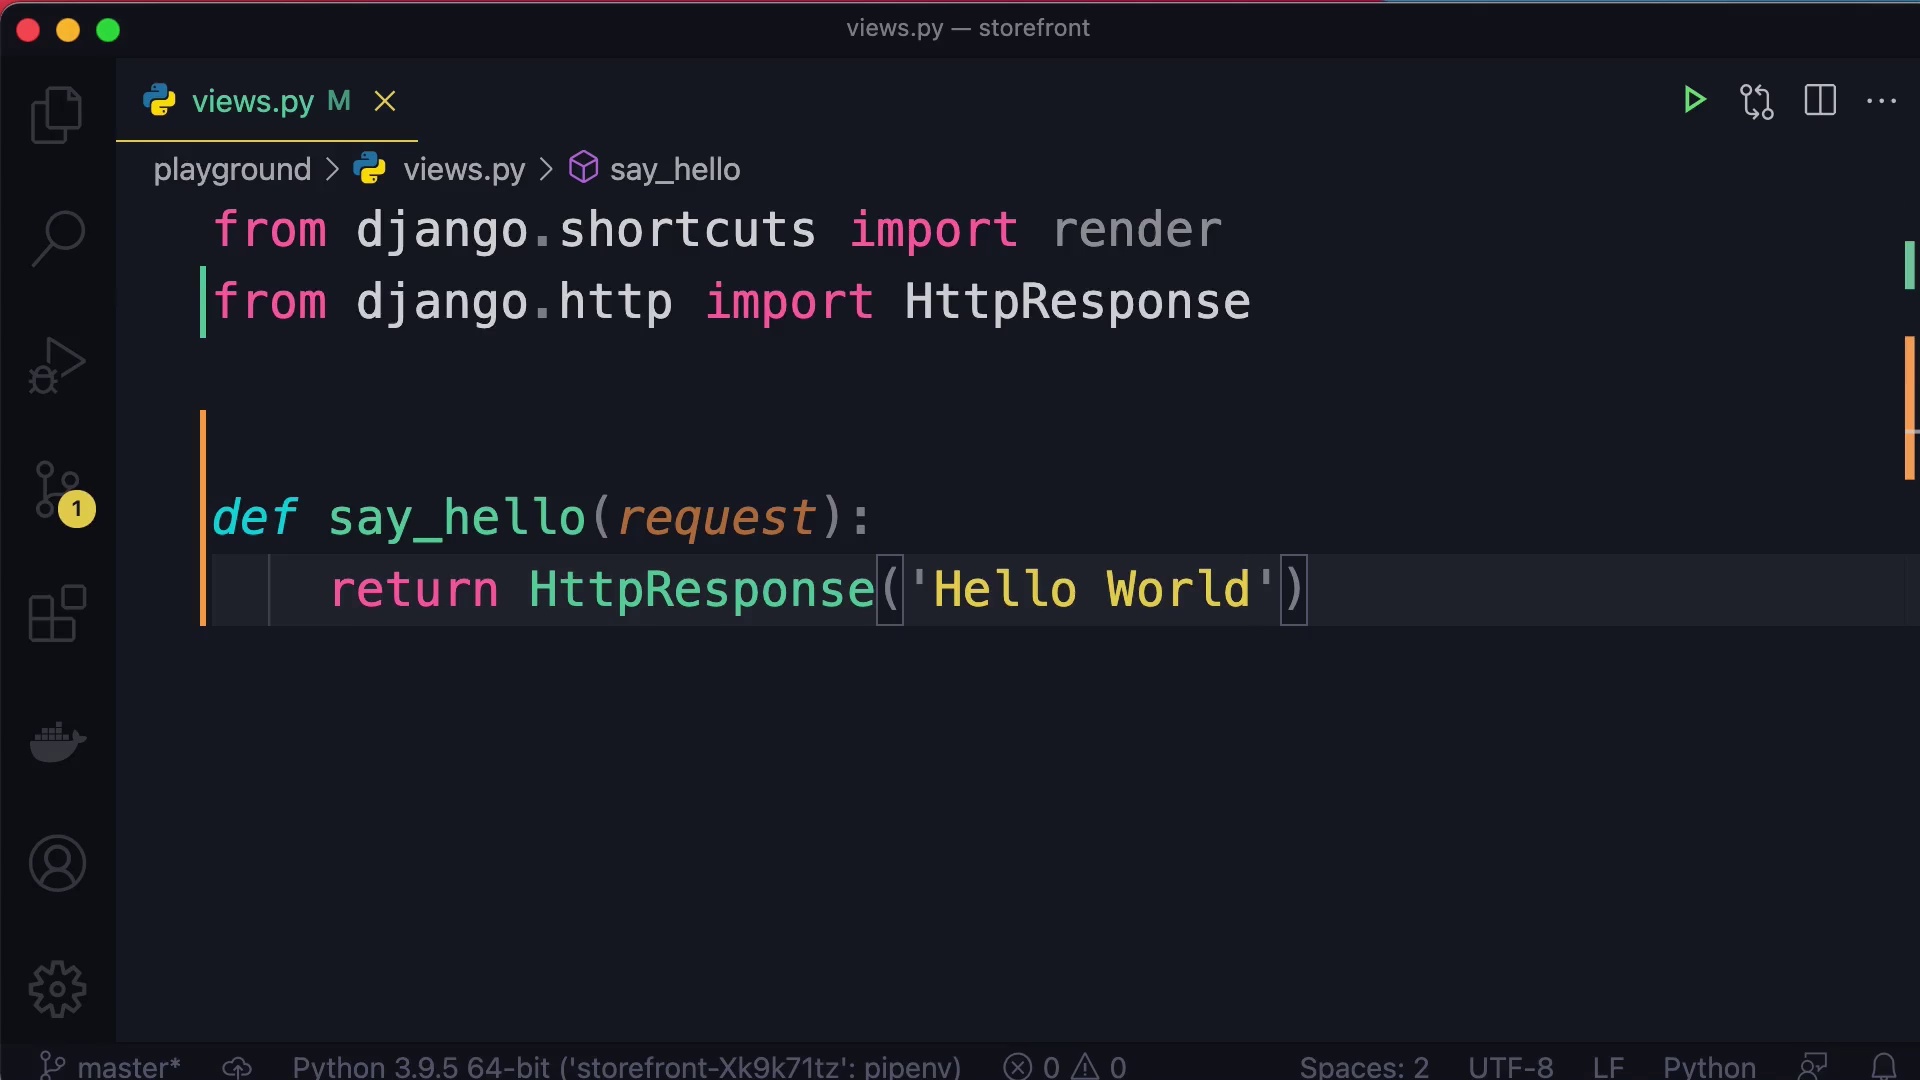 views.py — storefront
views.py M
playground > views.py > say_hello
from django.shortcuts import render
from django.http import HttpResponse
def say_hello(request):
    return HttpResponse('Hello World')
1
master* Python 3.9.5 64-bit ('storefront-Xk9k71tz': pipenv) 0 0 Spaces: 2 UTF-8 LF Python